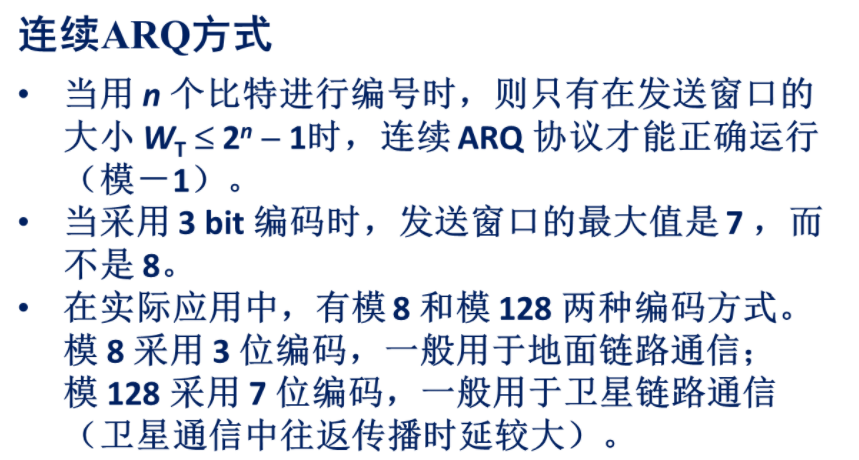 连续ARQ方式
• 当用 n 个比特进行编号时，则只有在发送窗口的
大小 WT ≤ 2ⁿ – 1时，连续 ARQ 协议才能正确运行
（模－1）。
• 当采用 3 bit 编码时，发送窗口的最大值是 7 ，而
不是 8。
• 在实际应用中，有模 8 和模 128 两种编码方式。
模 8 采用 3 位编码，一般用于地面链路通信；
模 128 采用 7 位编码，一般用于卫星链路通信
（卫星通信中往返传播时延较大）。